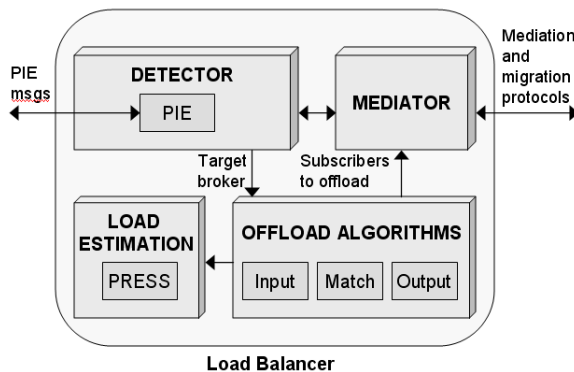 Mediation
and
migration
protocols
PIE
msgs
DETECTOR
PIE
MEDIATOR
Target
broker
Subscribers
to offload
LOAD
ESTIMATION
PRESS
OFFLOAD ALGORITHMS
Input
Match
Output
Load Balancer